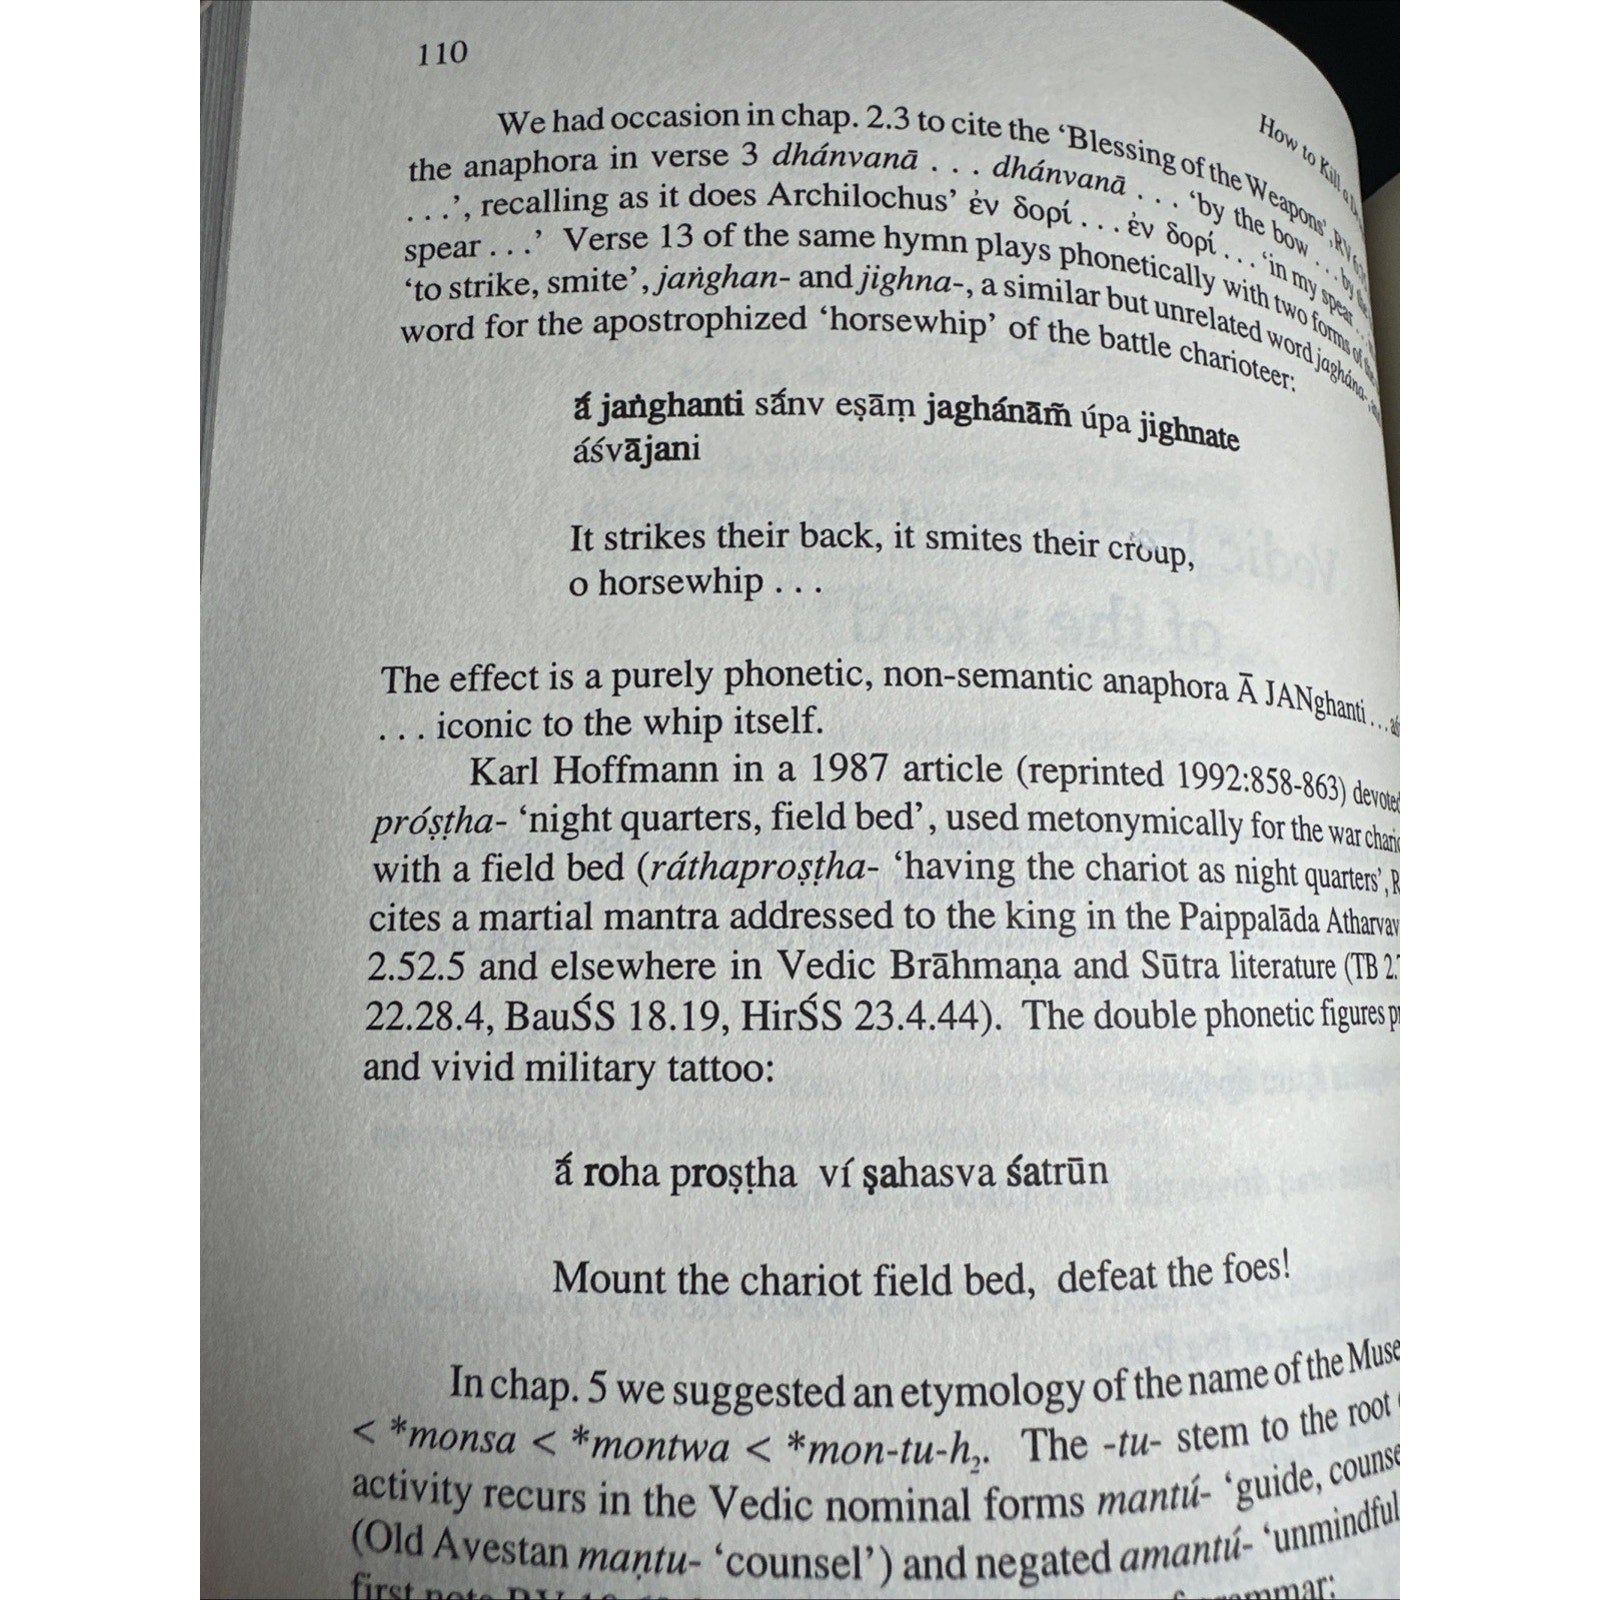 110
How to Kill a
We had occasion in chap. 2.3 to cite the ‘Blessing of the Weapons’, RV
the anaphora in verse 3 dhánvanā . . . dhánvanā . . . ‘by the bow . . . by the
. . .’, recalling as it does Archilochus’ ἐν δορί . . . ἐν δορί . . . ‘in my spear . . .
spear . . .’ Verse 13 of the same hymn plays phonetically with two forms of the
‘to strike, smite’, jaṅghan- and jighna-, a similar but unrelated word jaghána-,
word for the apostrophized ‘horsewhip’ of the battle charioteer:
ā́ jaṅghanti sā́nv eṣāṃ jaghánām̐ úpa jighnate
áśvājani
It strikes their back, it smites their croup,
o horsewhip . . .
The effect is a purely phonetic, non-semantic anaphora Ā JANghanti . . .
. . . iconic to the whip itself.
Karl Hoffmann in a 1987 article (reprinted 1992:858-863) devoted
próṣṭha- ‘night quarters, field bed’, used metonymically for the war
with a field bed (ráthaproṣṭha- ‘having the chariot as night quarters’,
cites a martial mantra addressed to the king in the Paippalāda
2.52.5 and elsewhere in Vedic Brāhmaṇa and Sūtra literature (TB
22.28.4, BauŚS 18.19, HirŚS 23.4.44). The double phonetic figures
and vivid military tattoo:
ā́ roha proṣṭha ví ṣahasva śatrūn
Mount the chariot field bed, defeat the foes!
In chap. 5 we suggested an etymology of the name of the Muse
< *monsa < *montwa < *mon-tu-h₂. The -tu- stem to the root
activity recurs in the Vedic nominal forms mantú- ‘guide,
(Old Avestan maṇtu- ‘counsel’) and negated amantú- ‘unmindful
first note RV